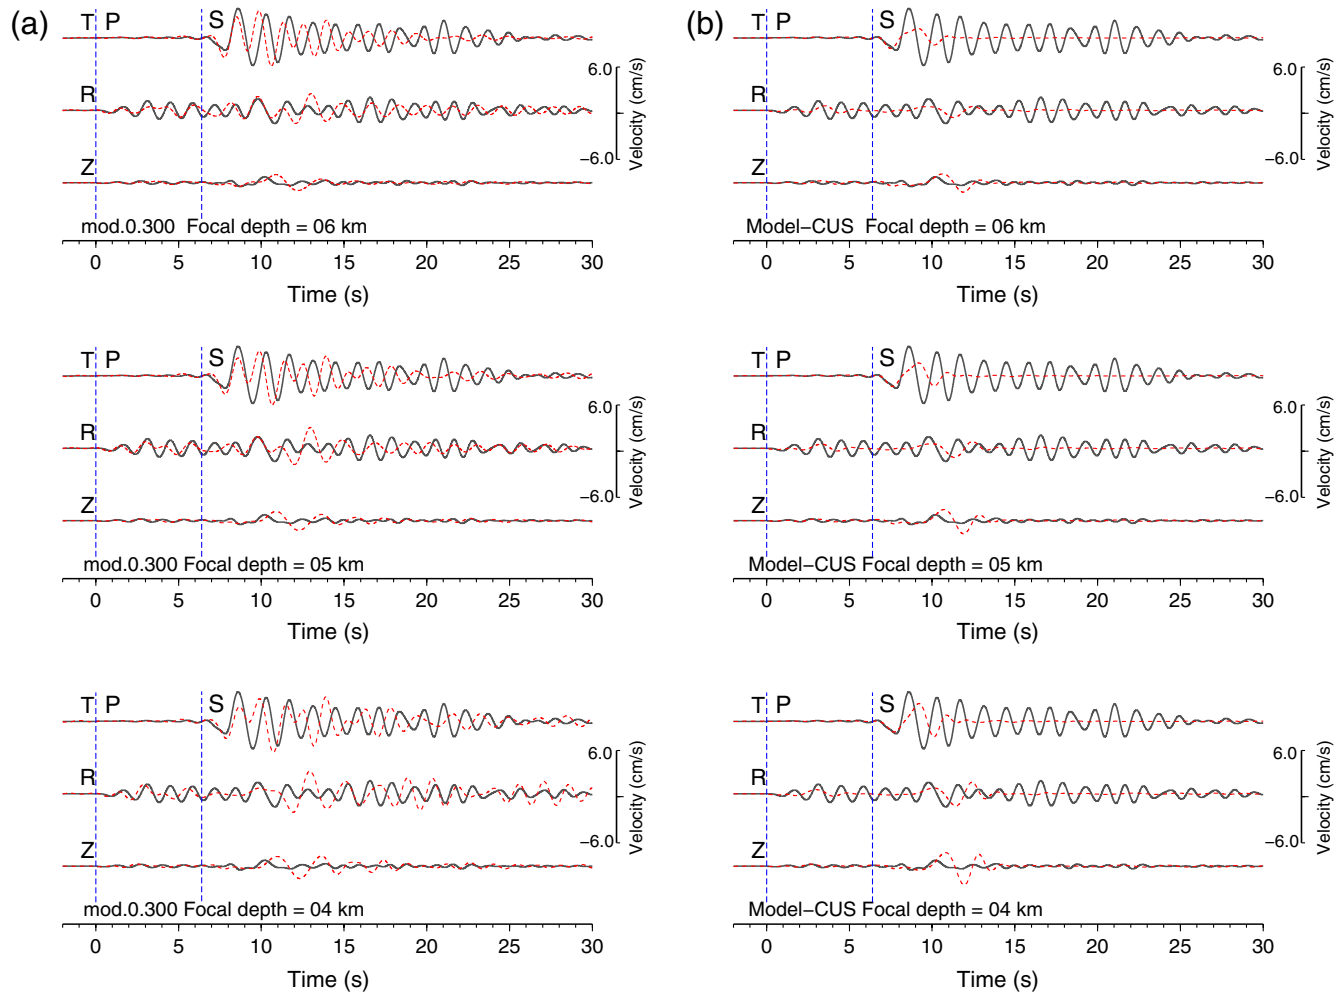 (a)
T P S
R
Z
6.0
−6.0
Velocity (cm/s)
mod.0.300 Focal depth = 06 km
0 5 10 15 20 25 30
Time (s)
(b)
T P S
R
Z
6.0
−6.0
Velocity (cm/s)
Model−CUS Focal depth = 06 km
0 5 10 15 20 25 30
Time (s)
T P S
R
Z
6.0
−6.0
Velocity (cm/s)
mod.0.300 Focal depth = 05 km
0 5 10 15 20 25 30
Time (s)
T P S
R
Z
6.0
−6.0
Velocity (cm/s)
Model−CUS Focal depth = 05 km
0 5 10 15 20 25 30
Time (s)
T P S
R
Z
6.0
−6.0
Velocity (cm/s)
mod.0.300 Focal depth = 04 km
0 5 10 15 20 25 30
Time (s)
T P S
R
Z
6.0
−6.0
Velocity (cm/s)
Model−CUS Focal depth = 04 km
0 5 10 15 20 25 30
Time (s)